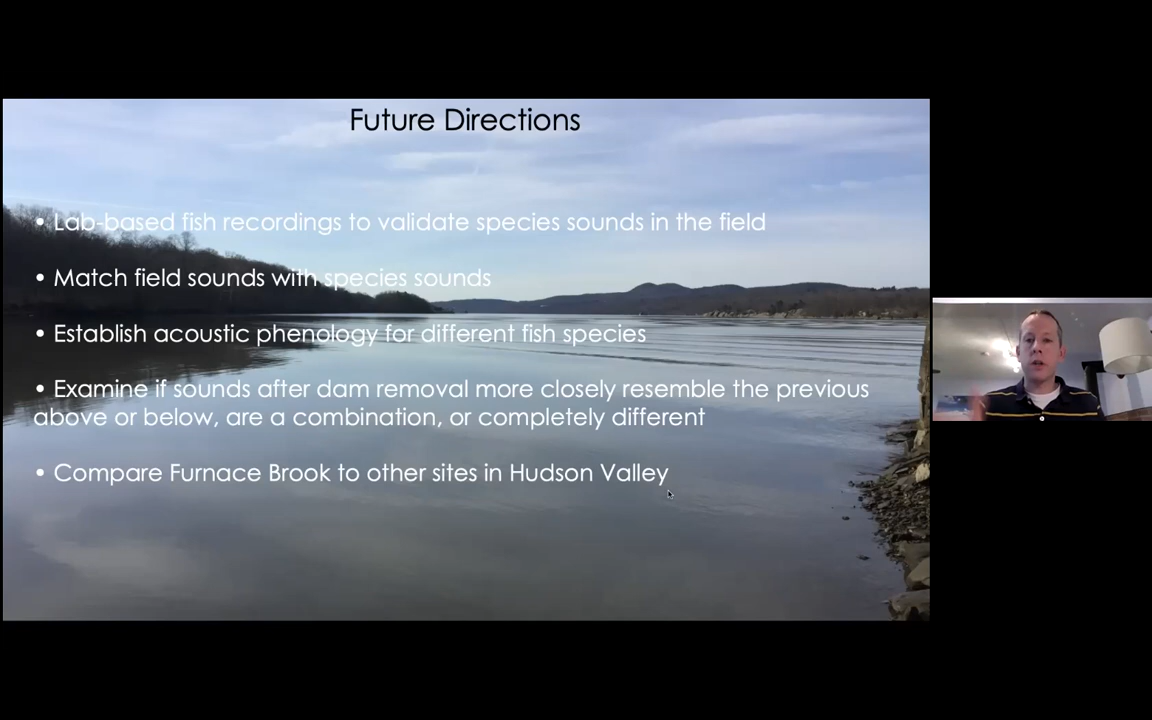 Future Directions
• Lab-based fish recordings to validate species sounds in the field
• Match field sounds with species sounds
• Establish acoustic phenology for different fish species
• Examine if sounds after dam removal more closely resemble the previous
above or below, are a combination, or completely different
• Compare Furnace Brook to other sites in Hudson Valley